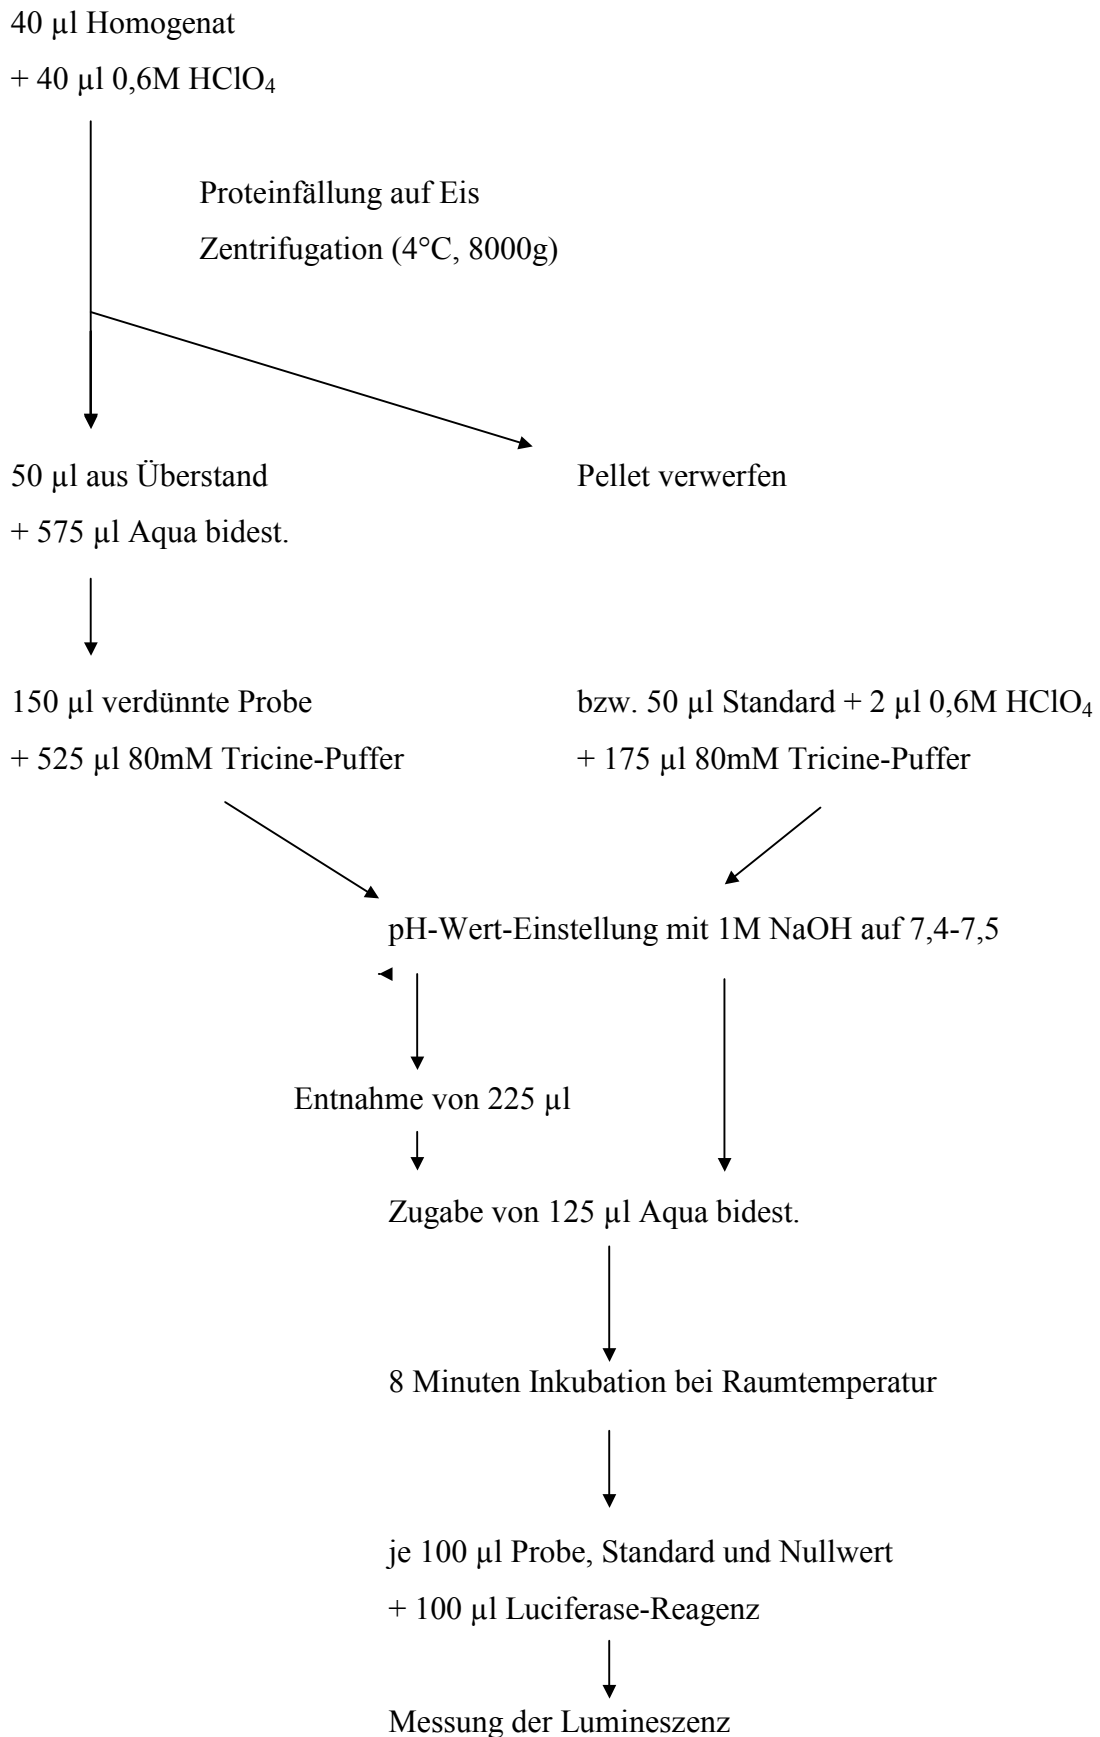 40 µl Homogenat
+ 40 µl 0,6M HClO₄
Proteinfällung auf Eis
Zentrifugation (4°C, 8000g)
50 µl aus Überstand
+ 575 µl Aqua bidest.
Pellet verwerfen
150 µl verdünnte Probe
+ 525 µl 80mM Tricine-Puffer
bzw. 50 µl Standard + 2 µl 0,6M HClO₄
+ 175 µl 80mM Tricine-Puffer
pH-Wert-Einstellung mit 1M NaOH auf 7,4-7,5
Entnahme von 225 µl
Zugabe von 125 µl Aqua bidest.
8 Minuten Inkubation bei Raumtemperatur
je 100 µl Probe, Standard und Nullwert
+ 100 µl Luciferase-Reagenz
Messung der Lumineszenz